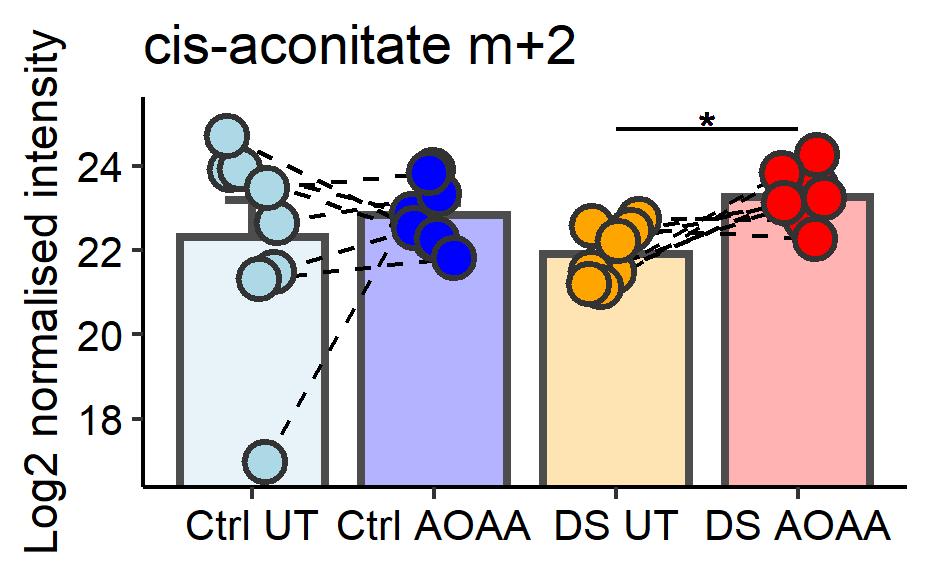 cis-aconitate m+2
Log2 normalised intensity
24
22
20
18
*
Ctrl UT
Ctrl AOAA
DS UT
DS AOAA